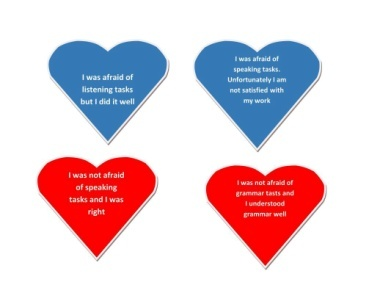 I was afraid of
listening tasks
but I did it well
I was afraid of
speaking tasks.
Unfortunately I am
not satisfied with
my work
I was not afraid
of speaking
tasks and I was
right
I was not afraid of
grammar tasts and
I understood
grammar well